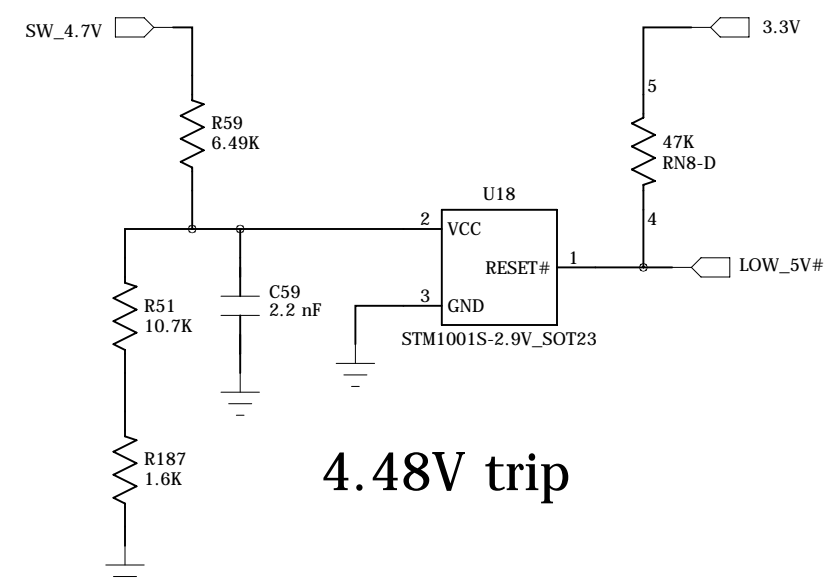 SW_4.7V
3.3V
5
R59
6.49K
47K
RN8-D
U18
4
2
VCC
RESET#
1
LOW_5V#
C59
2.2 nF
3
GND
R51
10.7K
STM1001S-2.9V_SOT23
R187
1.6K
4.48V trip